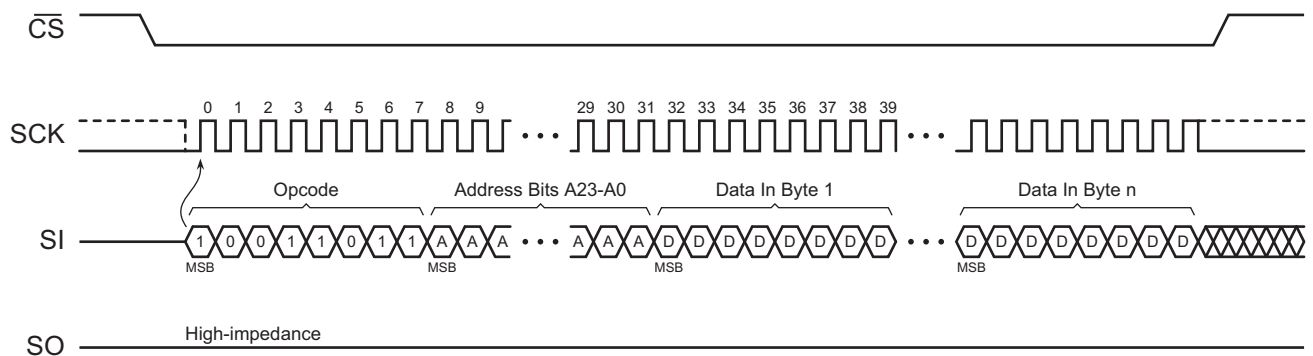 CS
0 1 2 3 4 5 6 7 8 9 29 30 31 32 33 34 35 36 37 38 39
SCK
Opcode Address Bits A23-A0 Data In Byte 1 Data In Byte n
SI 1 0 0 1 1 0 1 1 A A A A A A D D D D D D D D D D D D D D D D
MSB MSB MSB MSB
High-impedance
SO